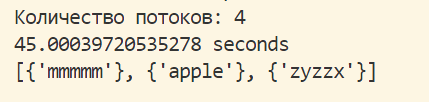 Количество потоков: 4
45.00039720535278 seconds
[{'mmmmm'}, {'apple'}, {'zyzzx'}]